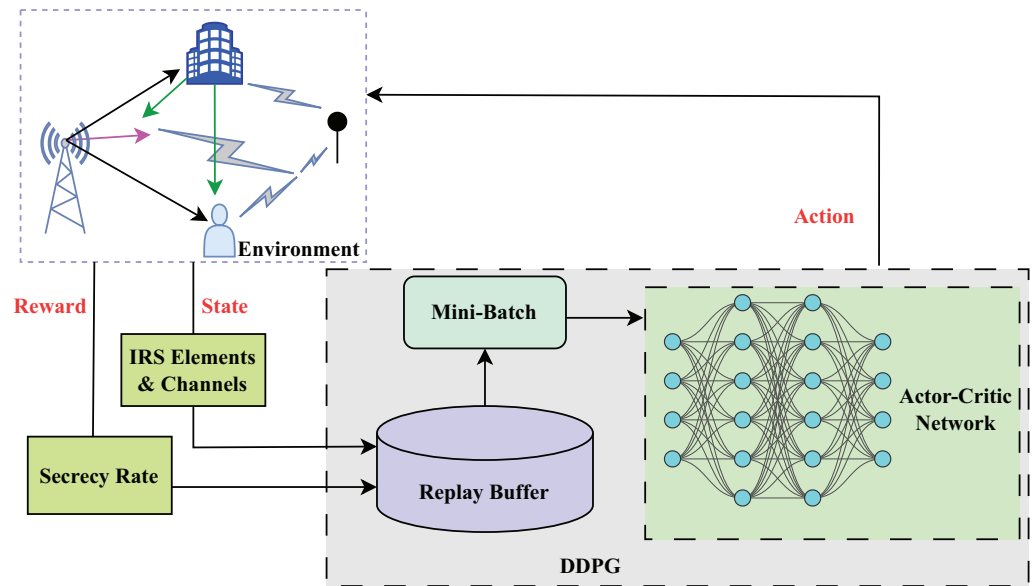 Environment
Action
Reward
State
Mini-Batch
IRS Elements
& Channels
Actor-Critic
Network
Secrecy Rate
Replay Buffer
DDPG